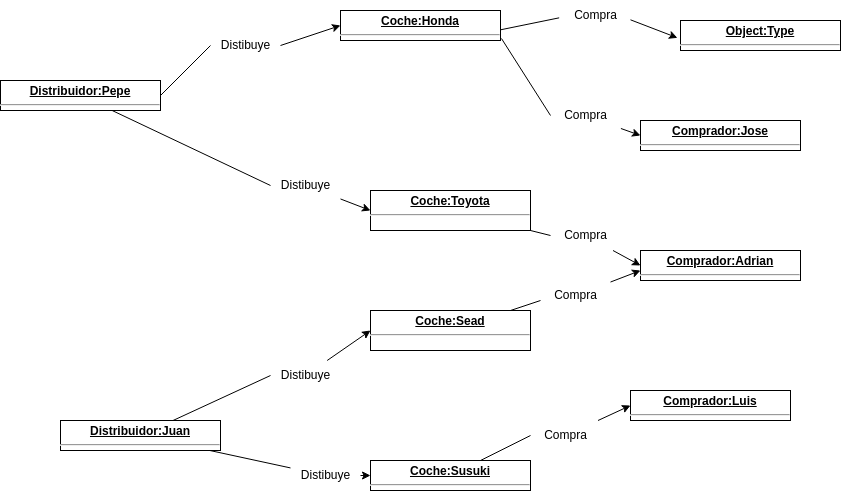 Coche:Honda
Compra
Object:Type
Distibuye
Distribuidor:Pepe
Compra
Comprador:Jose
Distibuye
Coche:Toyota
Compra
Comprador:Adrian
Compra
Coche:Sead
Distibuye
Comprador:Luis
Distribuidor:Juan
Compra
Distibuye
Coche:Susuki